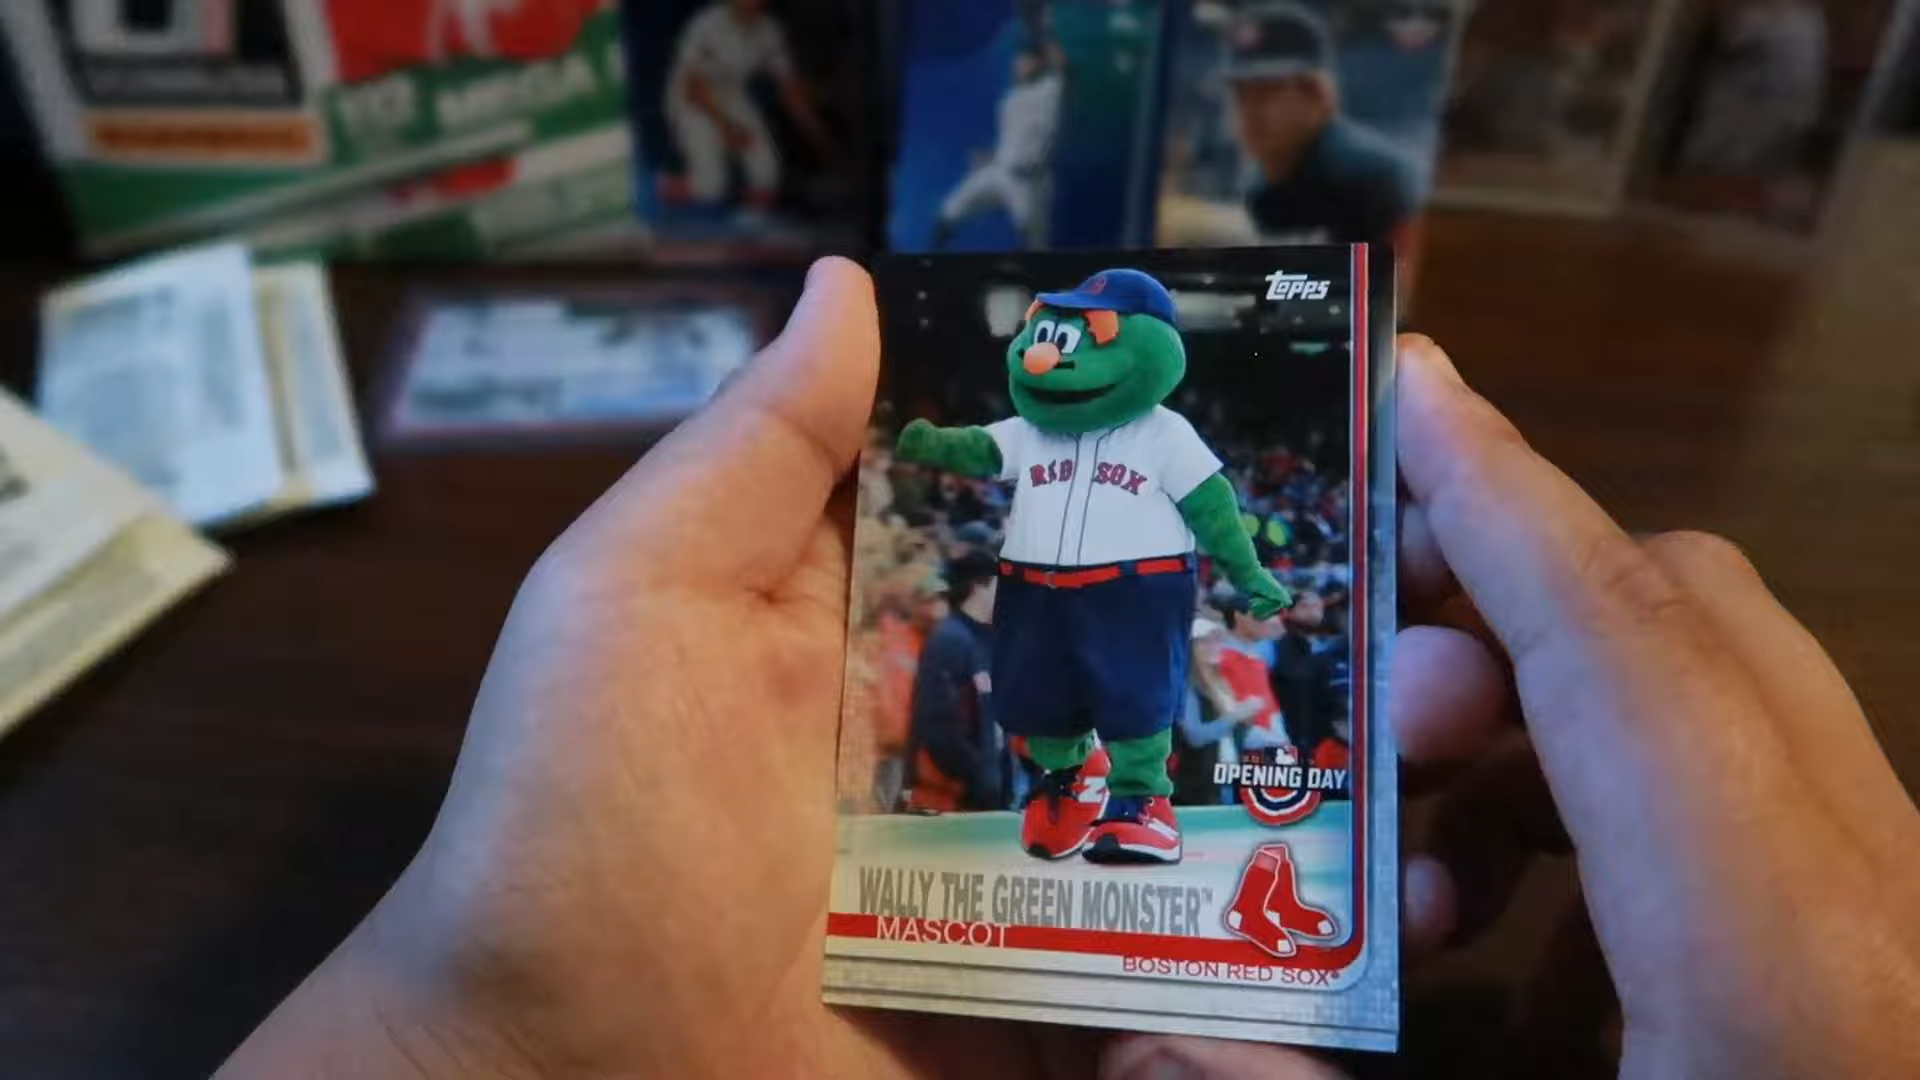 Topps
RED SOX
OPENING DAY
WALLY THE GREEN MONSTER™
MASCOT
BOSTON RED SOX®